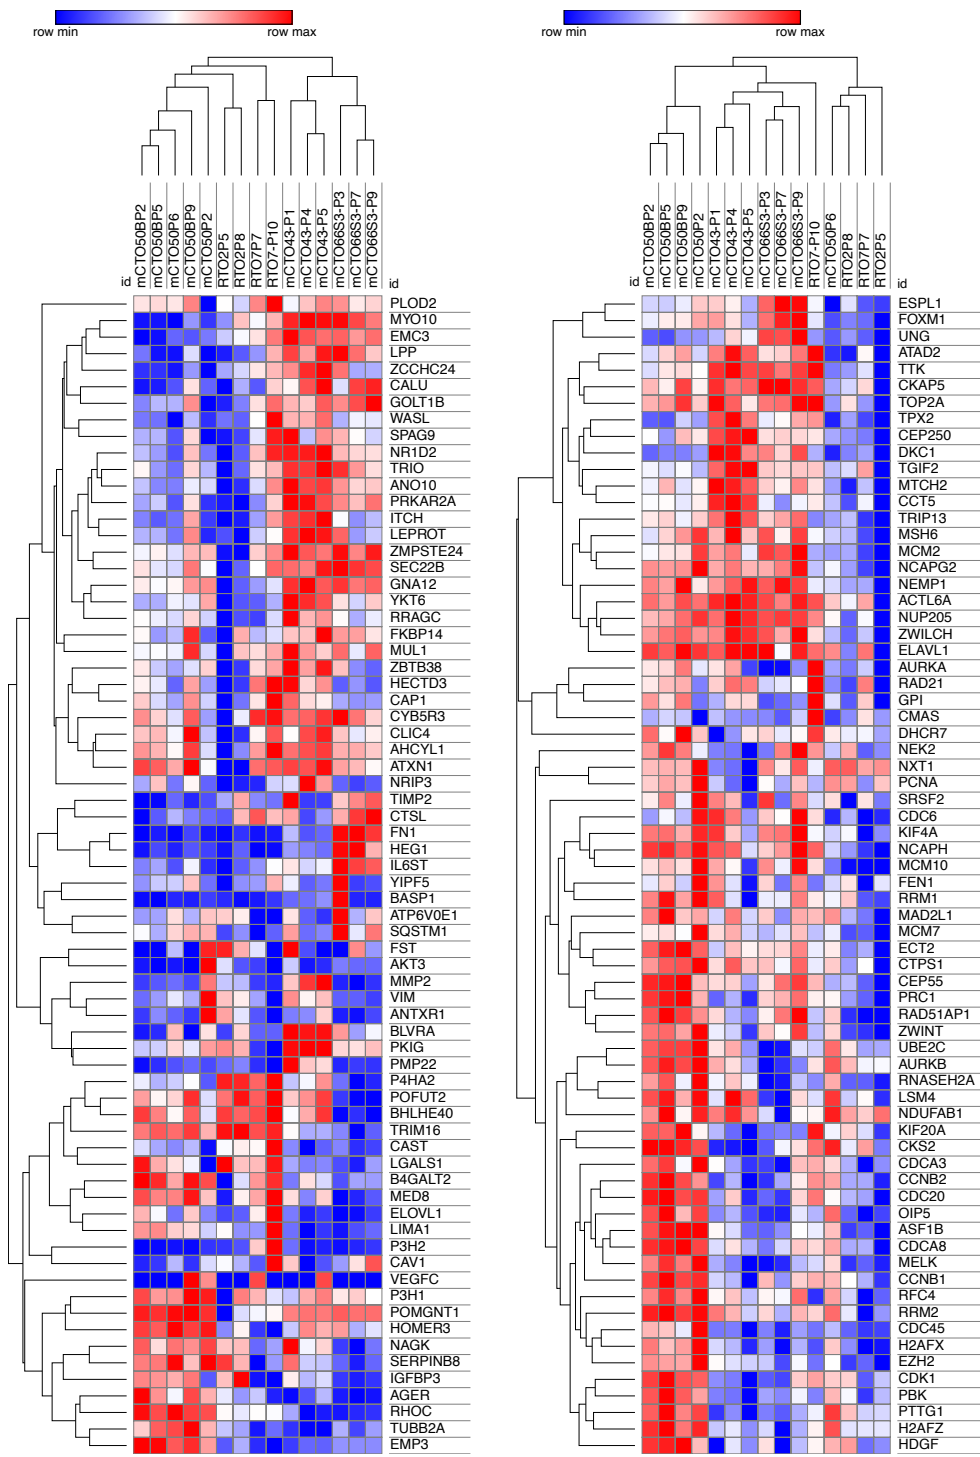 row min
row max
row min
row max
mCTO50BP2
mCTO50BP5
mCTO50P6
mCTO50BP9
mCTO50P2
RTO2P5
RTO2P8
RTO7P7
RTO7-P10
mCTO43-P1
mCTO43-P4
mCTO43-P5
mCTO66S3-P3
mCTO66S3-P7
mCTO66S3-P9
mCTO50BP2
mCTO50BP5
mCTO50BP9
mCTO50P2
mCTO43-P1
mCTO43-P4
mCTO43-P5
mCTO66S3-P3
mCTO66S3-P7
mCTO66S3-P9
RTO7-P10
mCTO50P6
RTO2P8
RTO7P7
RTO2P5
id
id
id
id
PLOD2
MYO10
EMC3
LPP
ZCCHC24
CALU
GOLT1B
WASL
SPAG9
NR1D2
TRIO
ANO10
PRKAR2A
ITCH
LEPROT
ZMPSTE24
SEC22B
GNA12
YKT6
RRAGC
FKBP14
MUL1
ZBTB38
HECTD3
CAP1
CYB5R3
CLIC4
AHCYL1
ATXN1
NRIP3
TIMP2
CTSL
FN1
HEG1
IL6ST
YIPF5
BASP1
ATP6V0E1
SQSTM1
FST
AKT3
MMP2
VIM
ANTXR1
BLVRA
PKIG
PMP22
P4HA2
POFUT2
BHLHE40
TRIM16
CAST
LGALS1
B4GALT2
MED8
ELOVL1
LIMA1
P3H2
CAV1
VEGFC
P3H1
POMGNT1
HOMER3
NAGK
SERPINB8
IGFBP3
AGER
RHOC
TUBB2A
EMP3
ESPL1
FOXM1
UNG
ATAD2
TTK
CKAP5
TOP2A
TPX2
CEP250
DKC1
TGIF2
MTCH2
CCT5
TRIP13
MSH6
MCM2
NCAPG2
NEMP1
ACTL6A
NUP205
ZWILCH
ELAVL1
AURKA
RAD21
GPI
CMAS
DHCR7
NEK2
NXT1
PCNA
SRSF2
CDC6
KIF4A
NCAPH
MCM10
FEN1
RRM1
MAD2L1
MCM7
ECT2
CTPS1
CEP55
PRC1
RAD51AP1
ZWINT
UBE2C
AURKB
RNASEH2A
LSM4
NDUFAB1
KIF20A
CKS2
CDCA3
CCNB2
CDC20
OIP5
ASF1B
CDCA8
MELK
CCNB1
RFC4
RRM2
CDC45
H2AFX
EZH2
CDK1
PBK
PTTG1
H2AFZ
HDGF